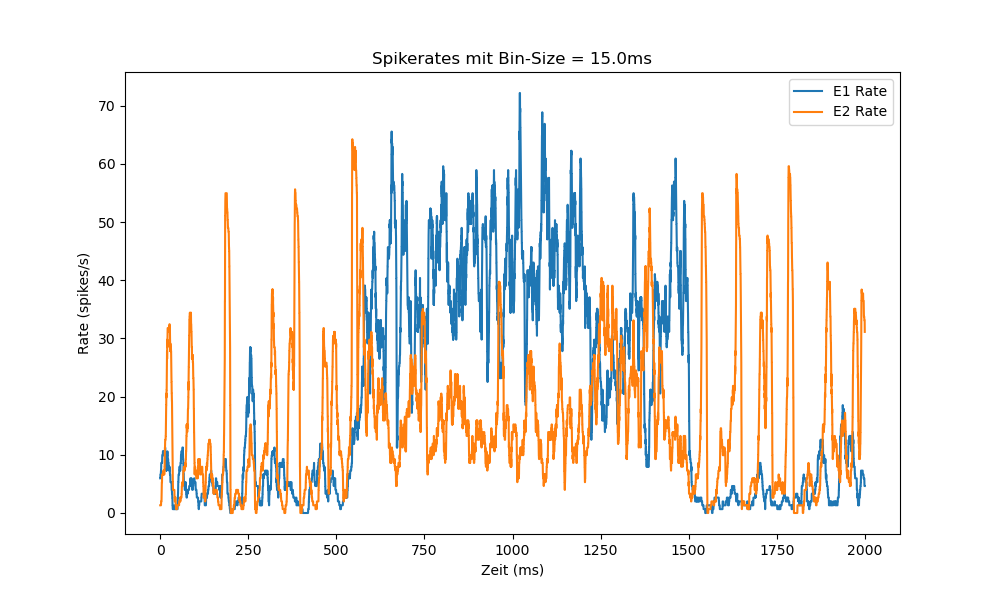 Spikerates mit Bin-Size = 15.0ms
E1 Rate
E2 Rate
Rate (spikes/s)
70
60
50
40
30
20
10
0
0 250 500 750 1000 1250 1500 1750 2000
Zeit (ms)